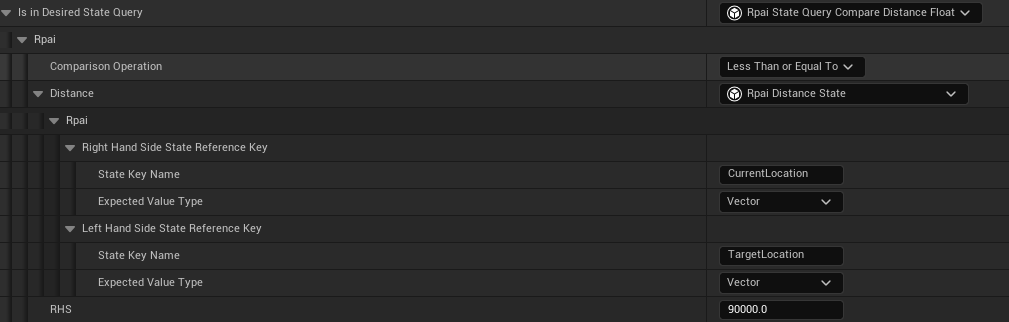 Is in Desired State Query Rpai State Query Compare Distance Float
Rpai
Comparison Operation Less Than or Equal To
Distance Rpai Distance State
Rpai
Right Hand Side State Reference Key
State Key Name CurrentLocation
Expected Value Type Vector
Left Hand Side State Reference Key
State Key Name TargetLocation
Expected Value Type Vector
RHS 90000.0